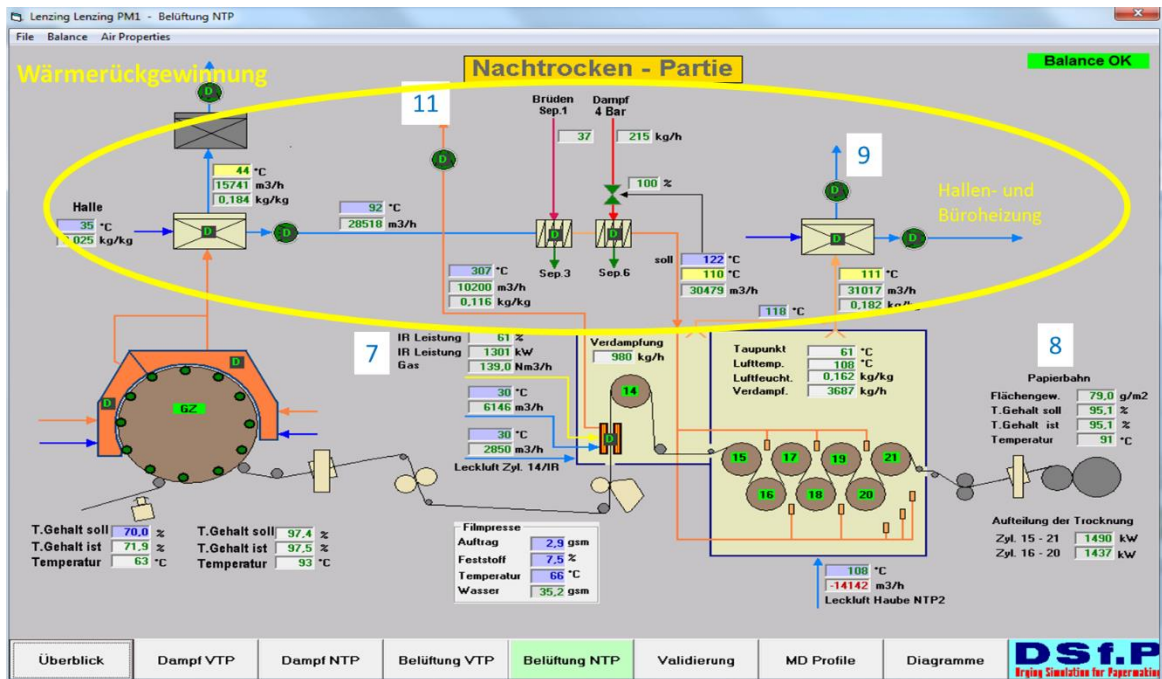 Lenzing Lenzing PM1 - Belüftung NTP
File Balance Air Properties
Wärmerückgewinnung
Nachtrocken - Partie
Balance OK
11
Brüden Sep.1
Dampf 4 Bar
37
215 kg/h
9
Hallen- und Büroheizung
44 °C
15741 m3/h
0,184 kg/kg
100 %
Halle
35 °C
0.025 kg/kg
92 °C
28518 m3/h
Sep.3
Sep.6
soll 122 °C
110 °C
30479 m3/h
307 °C
10200 m3/h
0,116 kg/kg
111 °C
31017 m3/h
0,182 kg/kg
118 °C
7
IR Leistung 61 %
IR Leistung 1301 kW
Gas 139,0 Nm3/h
Verdampfung
980 kg/h
Taupunkt 61 °C
Lufttemp. 108 °C
Luftfeucht. 0,162 kg/kg
Verdampf. 3687 kg/h
8
Papierbahn
Flächengew. 79,0 g/m2
T.Gehalt soll 95,1 %
T.Gehalt ist 95,1 %
Temperatur 91 °C
30 °C
6146 m3/h
30 °C
2850 m3/h
Leckluft Zyl. 14/IR
GZ
14
15 17 19 21
16 18 20
T.Gehalt soll 70,0 %
T.Gehalt ist 71,9 %
Temperatur 63 °C
T.Gehalt soll 97,4 %
T.Gehalt ist 97,5 %
Temperatur 93 °C
Filmpresse
Auftrag 2,9 gsm
Feststoff 7,5 %
Temperatur 66 °C
Wasser 35,2 gsm
Aufteilung der Trocknung
Zyl. 15 - 21 1490 kW
Zyl. 16 - 20 1437 kW
108 °C
-14142 m3/h
Leckluft Haube NTP2
Überblick Dampf VTP Dampf NTP Belüftung VTP Belüftung NTP Validierung MD Profile Diagramme
DSf.P
Drying Simulation for Papermaking